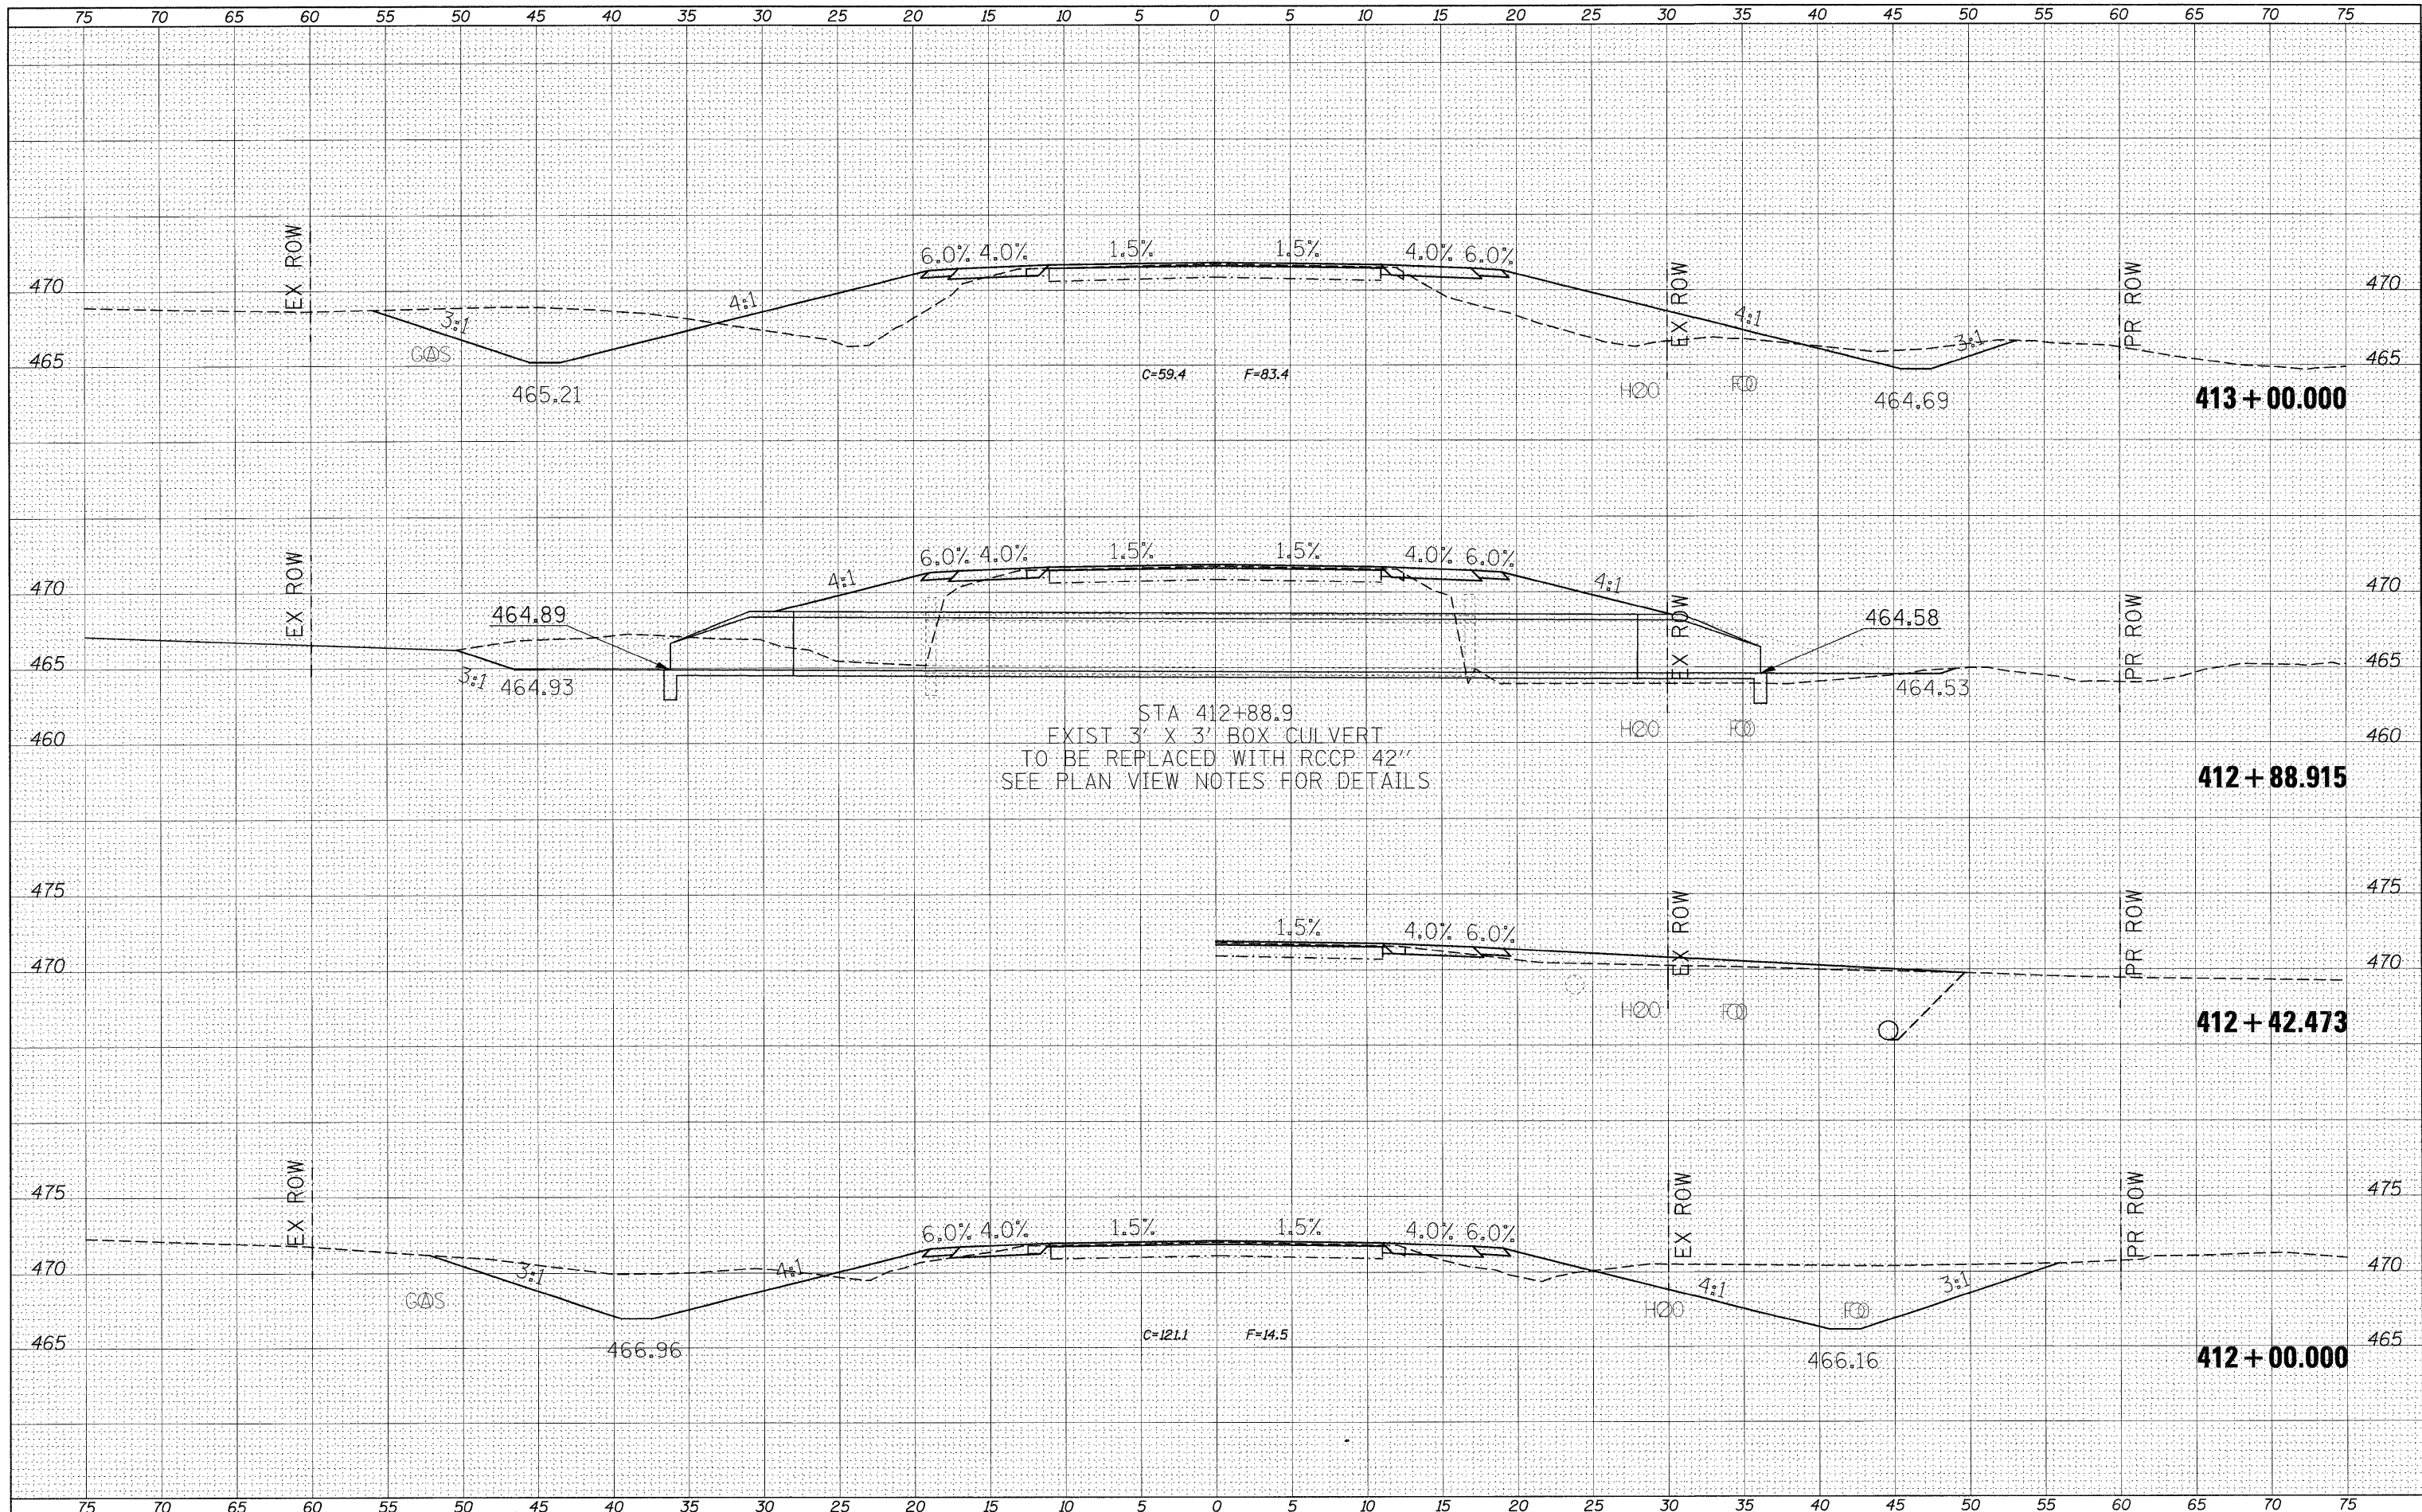 75 70 65 60 55 50 45 40 35 30 25 20 15 10 5 0 5 10 15 20 25 30 35 40 45 50 55 60 65 70 75
EX ROW
6.0% 4.0% 1.5% 1.5% 4.0% 6.0%
EX ROW
PR ROW
470 470
4:1 4:1
3:1 3:1
GAS
465 465
C=59.4 F=83.4
H2O FO
465.21 464.69
413+00.000
EX ROW
6.0% 4.0% 1.5% 1.5% 4.0% 6.0%
4:1 4:1
470 470
EX ROW
PR ROW
464.89 464.58
465 465
3:1 464.93 464.53
STA 412+88.9
EXIST 3' X 3' BOX CULVERT
TO BE REPLACED WITH RCCP 42"
SEE PLAN VIEW NOTES FOR DETAILS
H2O FO
460 460
412+88.915
475 475
EX ROW
PR ROW
1.5% 4.0% 6.0%
470 470
H2O FO
412+42.473
EX ROW
EX ROW
PR ROW
475 475
6.0% 4.0% 1.5% 1.5% 4.0% 6.0%
470 470
3:1 4:1 4:1 3:1
GAS H2O FO
C=121.1 F=14.5
465 465
466.96 466.16
412+00.000
75 70 65 60 55 50 45 40 35 30 25 20 15 10 5 0 5 10 15 20 25 30 35 40 45 50 55 60 65 70 75